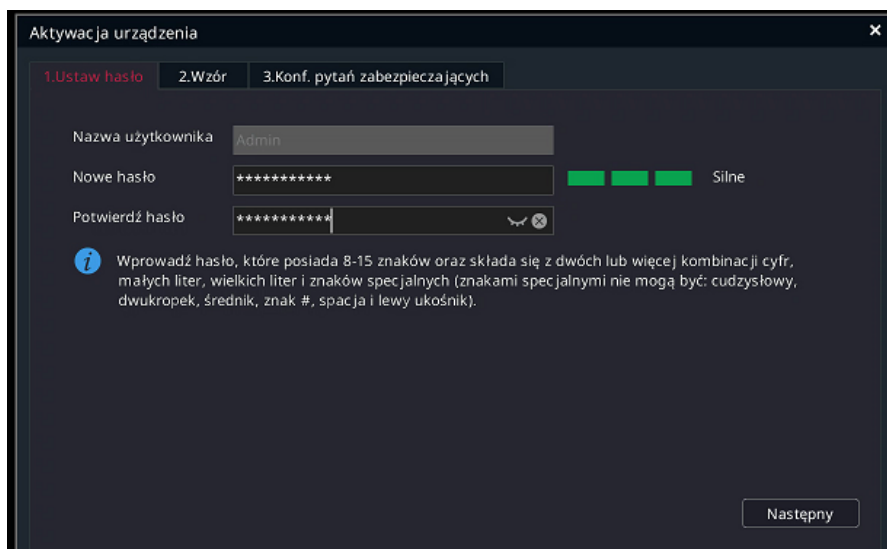 Aktywacja urządzenia
1.Ustaw hasło 2.Wzór 3.Konf. pytań zabezpieczających
Nazwa użytkownika Admin
Nowe hasło *********** Silne
Potwierdź hasło ***********
Wprowadź hasło, które posiada 8-15 znaków oraz składa się z dwóch lub więcej kombinacji cyfr,
małych liter, wielkich liter i znaków specjalnych (znakami specjalnymi nie mogą być: cudzysłowy,
dwukropek, średnik, znak #, spacja i lewy ukośnik).
Następny